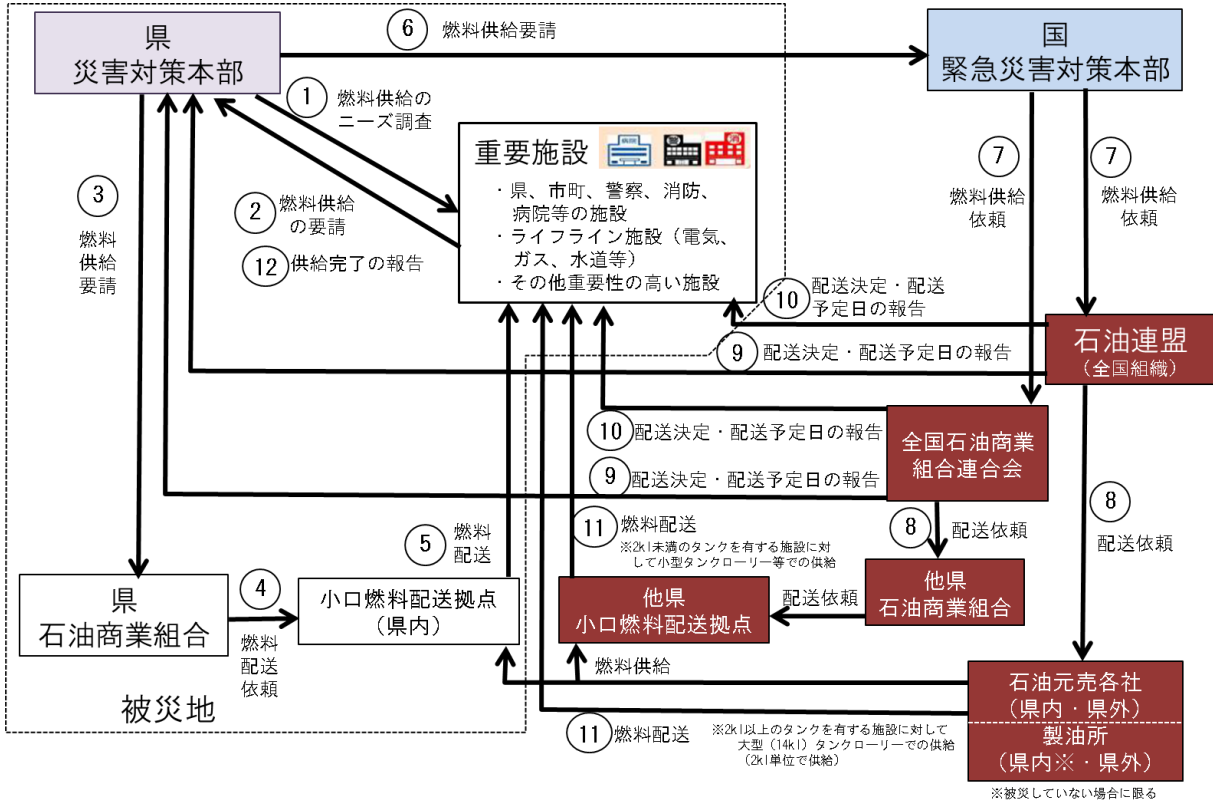 県
災害対策本部
⑥
燃料供給要請
国
緊急災害対策本部
①
燃料供給の
ニーズ調査
重要施設
病院
・県、市町、警察、消防、
病院等の施設
・ライフライン施設（電気、
ガス、水道等）
・その他重要性の高い施設
③
燃料
供給
要請
②
燃料供給
の要請
⑫
供給完了の報告
⑦
燃料供給
依頼
⑦
燃料供給
依頼
⑩
配送決定・配送
予定日の報告
石油連盟
（全国組織）
⑨
配送決定・配送予定日の報告
⑩
配送決定・配送予定日の報告
全国石油商業
組合連合会
⑨
配送決定・配送予定日の報告
⑧
配送依頼
⑧
配送依頼
⑤
燃料
配送
⑪
燃料配送
※2kl未満のタンクを有する施設に対
して小型タンクローリー等での供給
県
石油商業組合
④
燃料
配送
依頼
小口燃料配送拠点
（県内）
他県
小口燃料配送拠点
配送依頼
他県
石油商業組合
燃料供給
石油元売各社
（県内・県外）
製油所
（県内※・県外）
※被災していない場合に限る
被災地
⑪
燃料配送
※2kl以上のタンクを有する施設に対して
大型（14kl）タンクローリーでの供給
（2kl単位で供給）